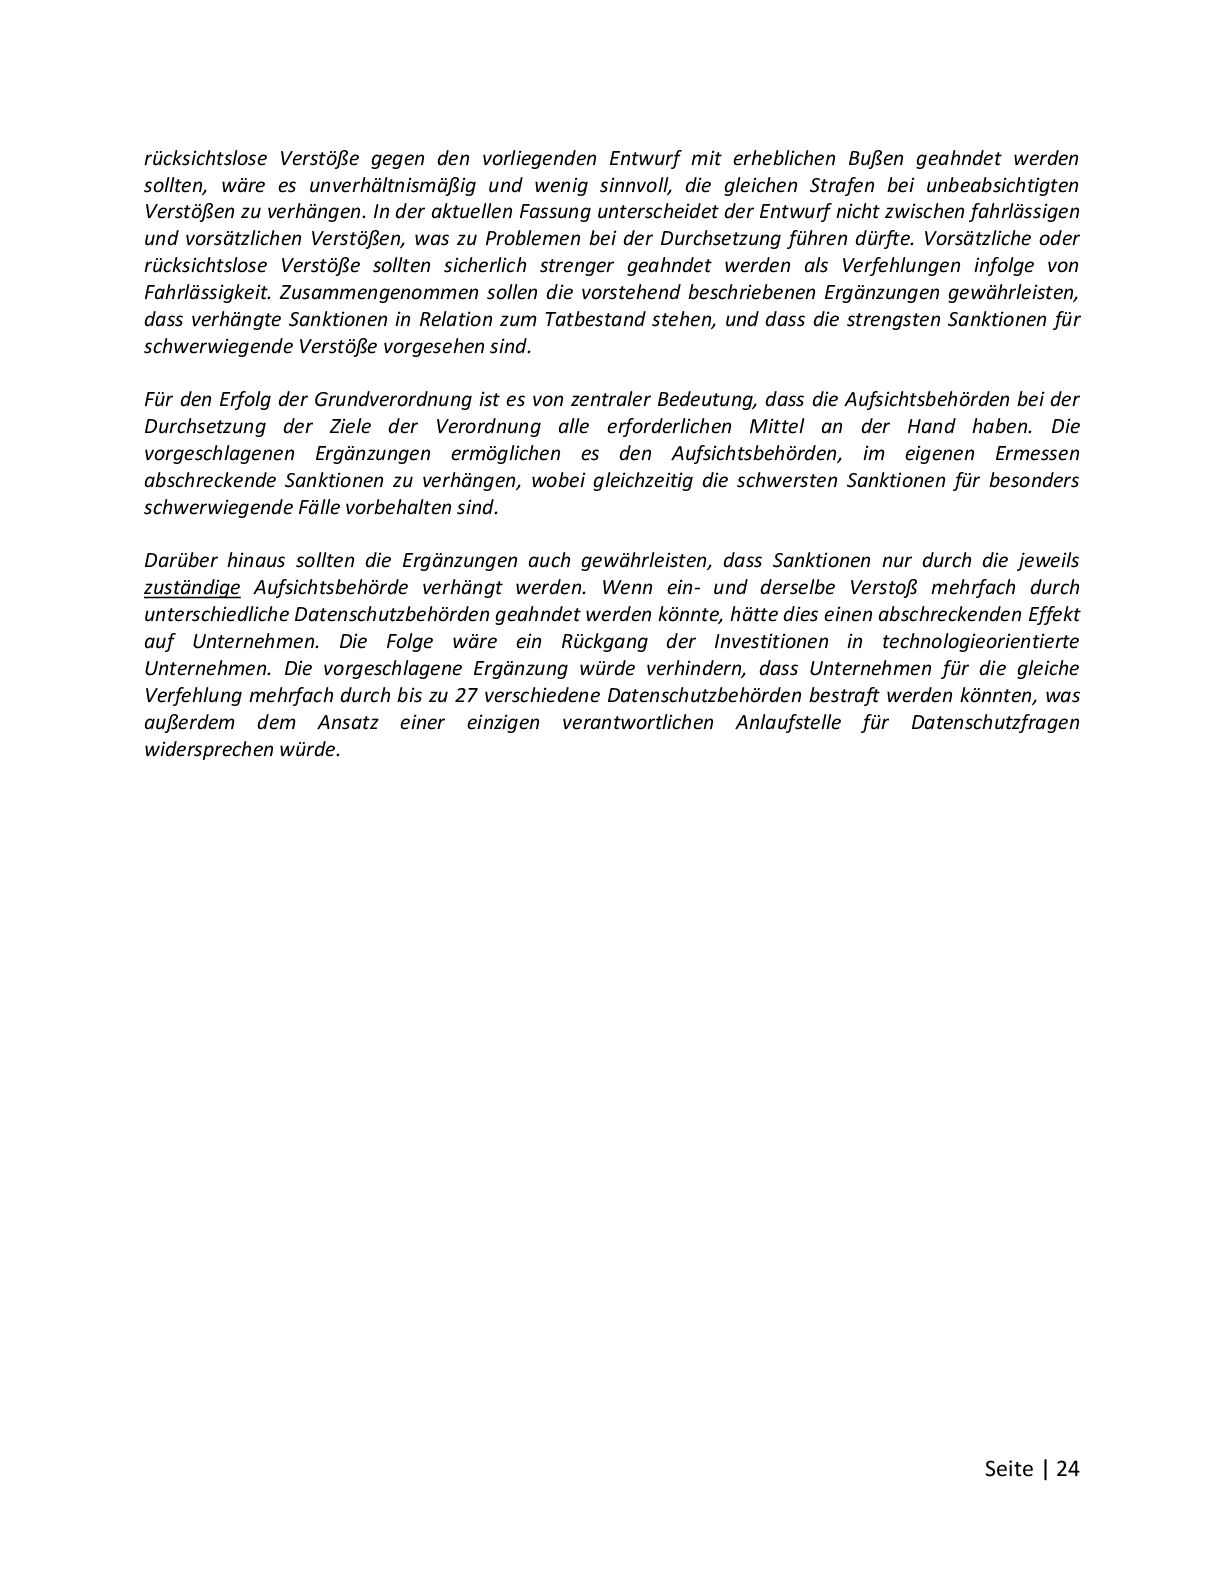 rücksichtslose Verstöße gegen den vorliegenden Entwurf mit erheblichen Bußen geahndet werden
sollten, wäre es unverhältnismäßig und wenig sinnvoll, die gleichen Strafen bei unbeabsichtigten
Verstößen zu verhängen. In der aktuellen Fassung unterscheidet der Entwurf nicht zwischen fahrlässigen
und vorsätzlichen Verstößen, was zu Problemen bei der Durchsetzung führen dürfte. Vorsätzliche oder
rücksichtslose Verstöße sollten sicherlich strenger geahndet werden als Verfehlungen infolge von
Fahrlässigkeit. Zusammengenommen sollen die vorstehend beschriebenen Ergänzungen gewährleisten,
dass verhängte Sanktionen in Relation zum Tatbestand stehen, und dass die strengsten Sanktionen für
schwerwiegende Verstöße vorgesehen sind.
Für den Erfolg der Grundverordnung ist es von zentraler Bedeutung, dass die Aufsichtsbehörden bei der
Durchsetzung der Ziele der Verordnung alle erforderlichen Mittel an der Hand haben. Die
vorgeschlagenen Ergänzungen ermöglichen es den Aufsichtsbehörden, im eigenen Ermessen
abschreckende Sanktionen zu verhängen, wobei gleichzeitig die schwersten Sanktionen für besonders
schwerwiegende Fälle vorbehalten sind.
Darüber hinaus sollten die Ergänzungen auch gewährleisten, dass Sanktionen nur durch die jeweils
zuständige Aufsichtsbehörde verhängt werden. Wenn ein- und derselbe Verstoß mehrfach durch
unterschiedliche Datenschutzbehörden geahndet werden könnte, hätte dies einen abschreckenden Effekt
auf Unternehmen. Die Folge wäre ein Rückgang der Investitionen in technologieorientierte
Unternehmen. Die vorgeschlagene Ergänzung würde verhindern, dass Unternehmen für die gleiche
Verfehlung mehrfach durch bis zu 27 verschiedene Datenschutzbehörden bestraft werden könnten, was
außerdem dem Ansatz einer einzigen verantwortlichen Anlaufstelle für Datenschutzfragen
widersprechen würde.
Seite | 24